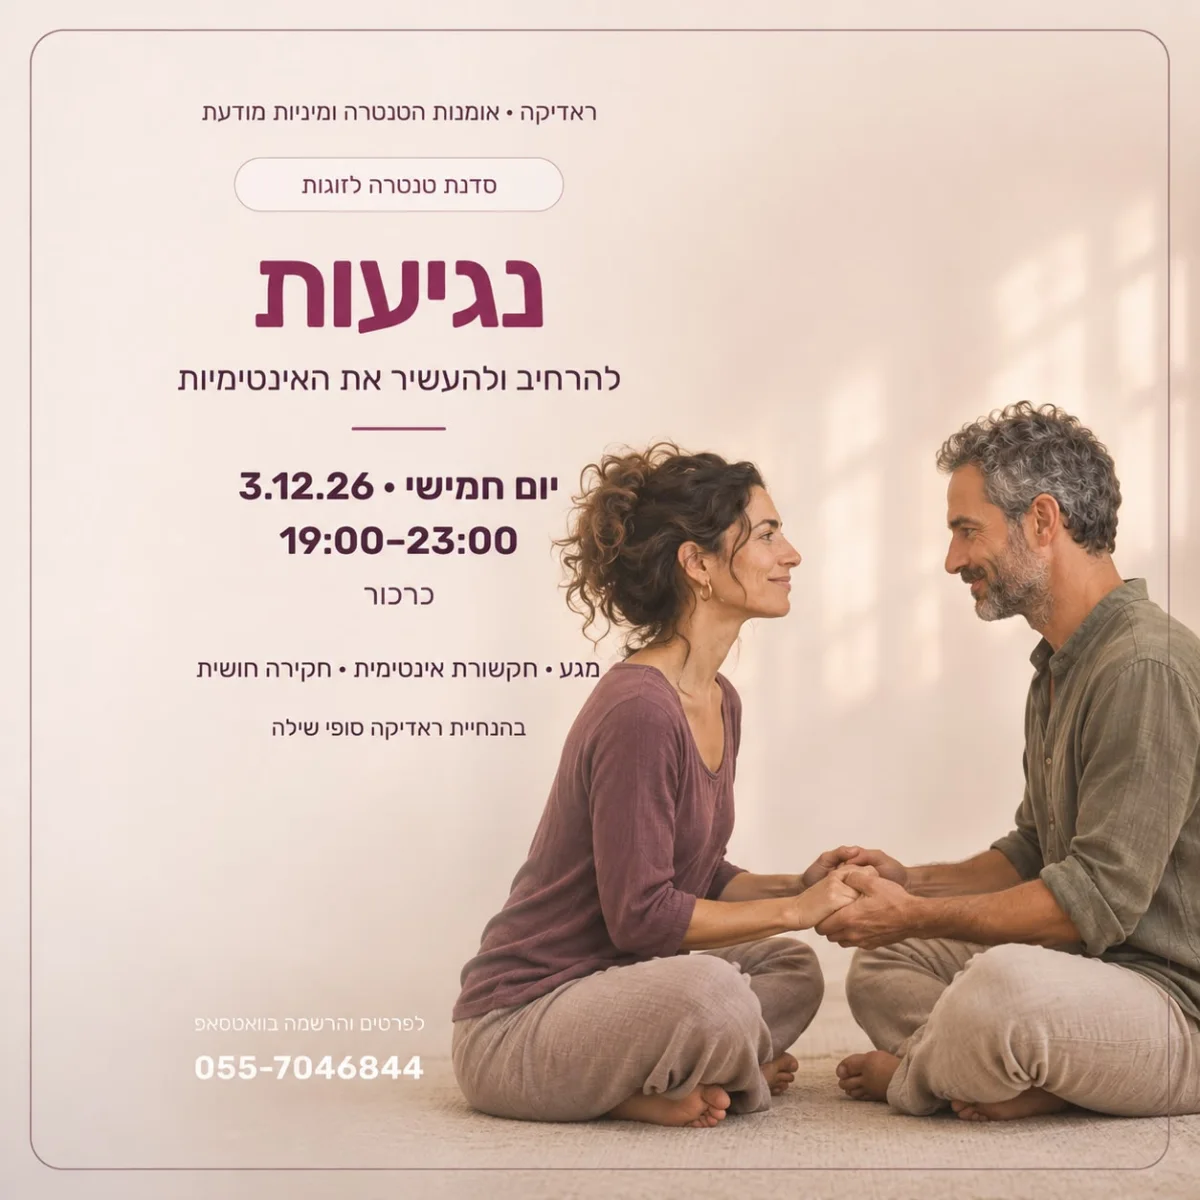 ראדיקה • אומנות הטנטרה ומיניות מודעת
סדנת טנטרה לזוגות
נגיעות
להרחיב ולהעשיר את האינטימיות
יום חמישי • 3.12.26
19:00–23:00
כרכור
מגע • חקשורת אינטימית • חקירה חושית
בהנחיית ראדיקה סופי שילה
לפרטים והרשמה בוואטסאפ
055-7046844